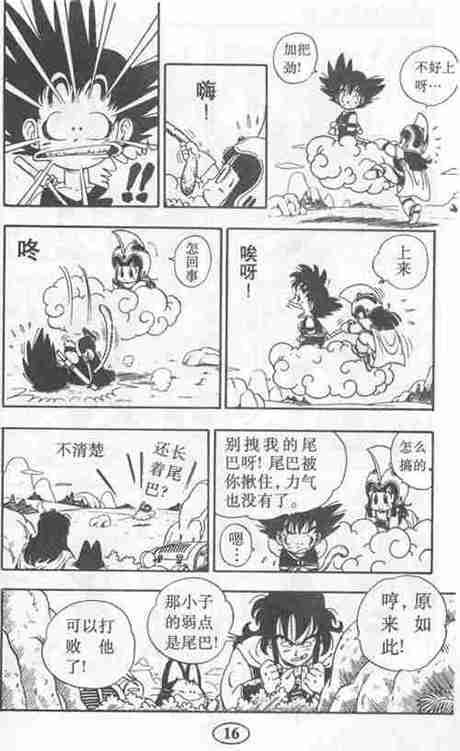 不好上
呀…
加把
劲!
嗨!
!!
上来
唉呀!
怎回事
咚
怎么
搞的
别拽我的尾
巴呀!尾巴被
你揪住,力气
也没有了。
嗯…
还长
着尾
巴?
不清楚
哼,原
来如
此!
那小子
的弱点
是尾巴!
可以打
败他
了!
16